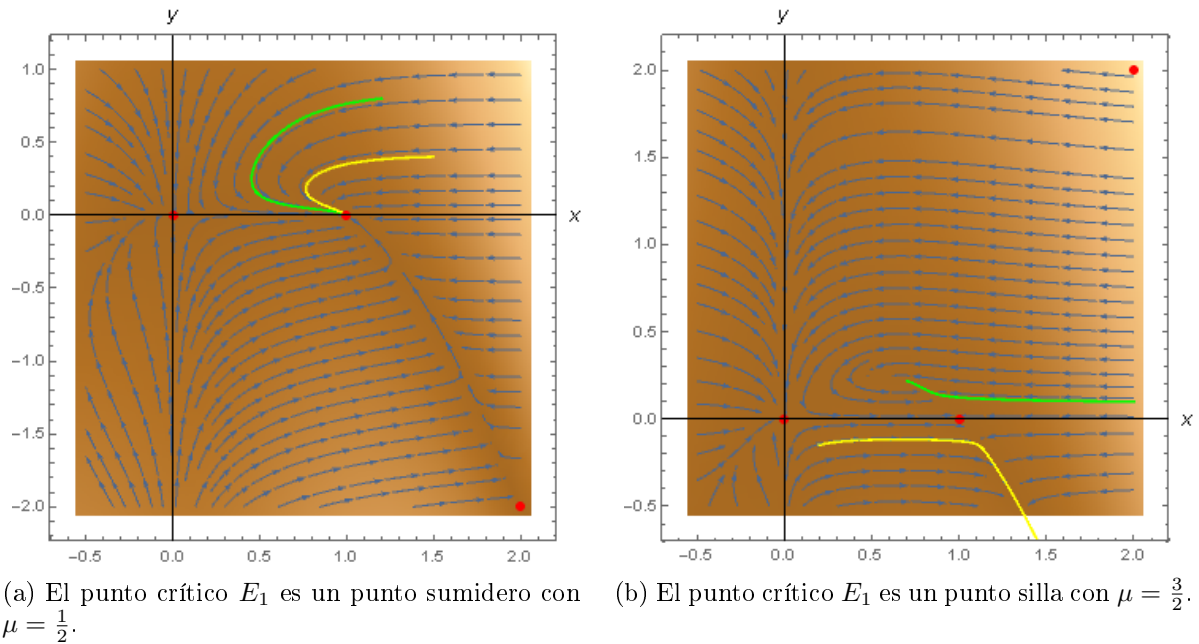 y
1.0
0.5
0.0
−0.5
−1.0
−1.5
−2.0
x
−0.5 0.0 0.5 1.0 1.5 2.0
(a) El punto crítico E₁ es un punto sumidero con
μ = 1/2.
y
2.0
1.5
1.0
0.5
0.0
−0.5
x
−0.5 0.0 0.5 1.0 1.5 2.0
(b) El punto crítico E₁ es un punto silla con μ = 3/2.